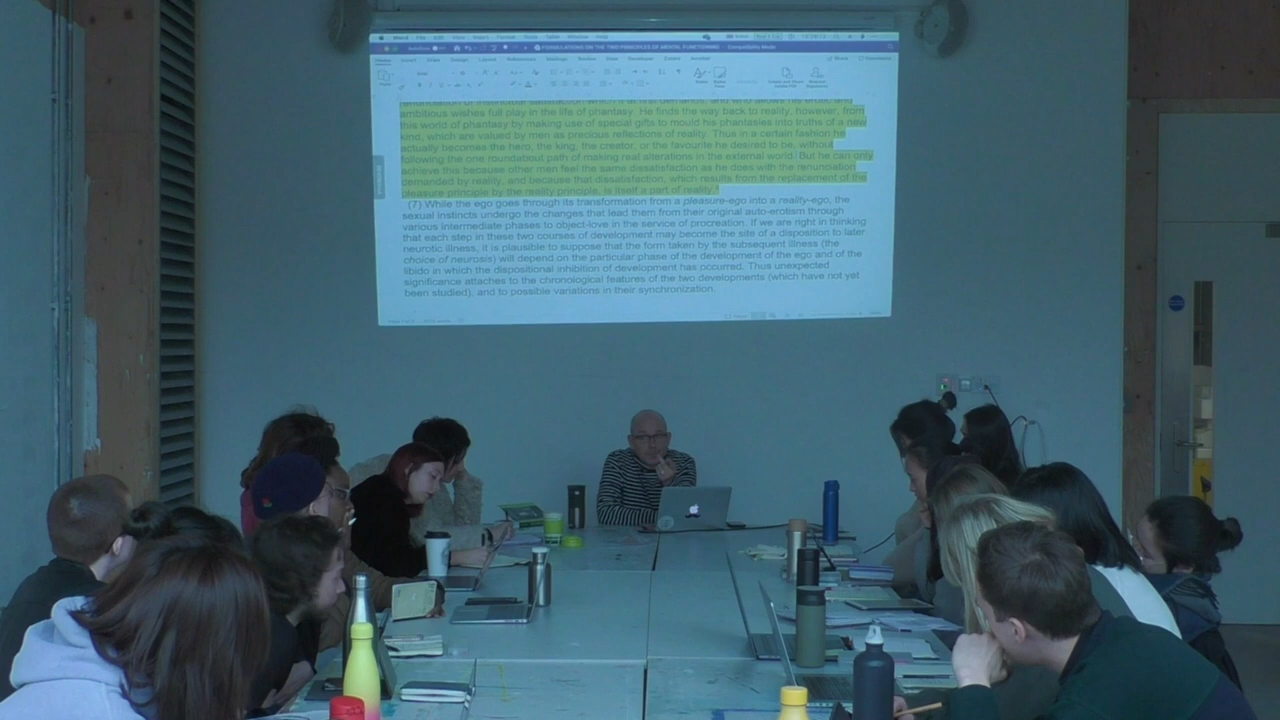 FORMULATIONS ON THE TWO PRINCIPLES OF MENTAL FUNCTIONING - Compatibility Mode
ambitious wishes full play in the life of phantasy. He finds the way back to reality, however, from
this world of phantasy by making use of special gifts to mould his phantasies into truths of a new
kind, which are valued by men as precious reflections of reality. Thus in a certain fashion he
actually becomes the hero, the king, the creator, or the favourite he desired to be, without
following the one roundabout path of making real alterations in the external world. But he can only
achieve this because other men feel the same dissatisfaction as he does with the renunciation
demanded by reality, and because that dissatisfaction, which results from the replacement of the
pleasure principle by the reality principle, is itself a part of reality.
(7) While the ego goes through its transformation from a pleasure-ego into a reality-ego, the
sexual instincts undergo the changes that lead them from their original auto-erotism through
various intermediate phases to object-love in the service of procreation. If we are right in thinking
that each step in these two courses of development may become the site of a disposition to later
neurotic illness, it is plausible to suppose that the form taken by the subsequent illness (the
choice of neurosis) will depend on the particular phase of the development of the ego and of the
libido in which the dispositional inhibition of development has occurred. Thus unexpected
significance attaches to the chronological features of the two developments (which have not yet
been studied), and to possible variations in their synchronization.